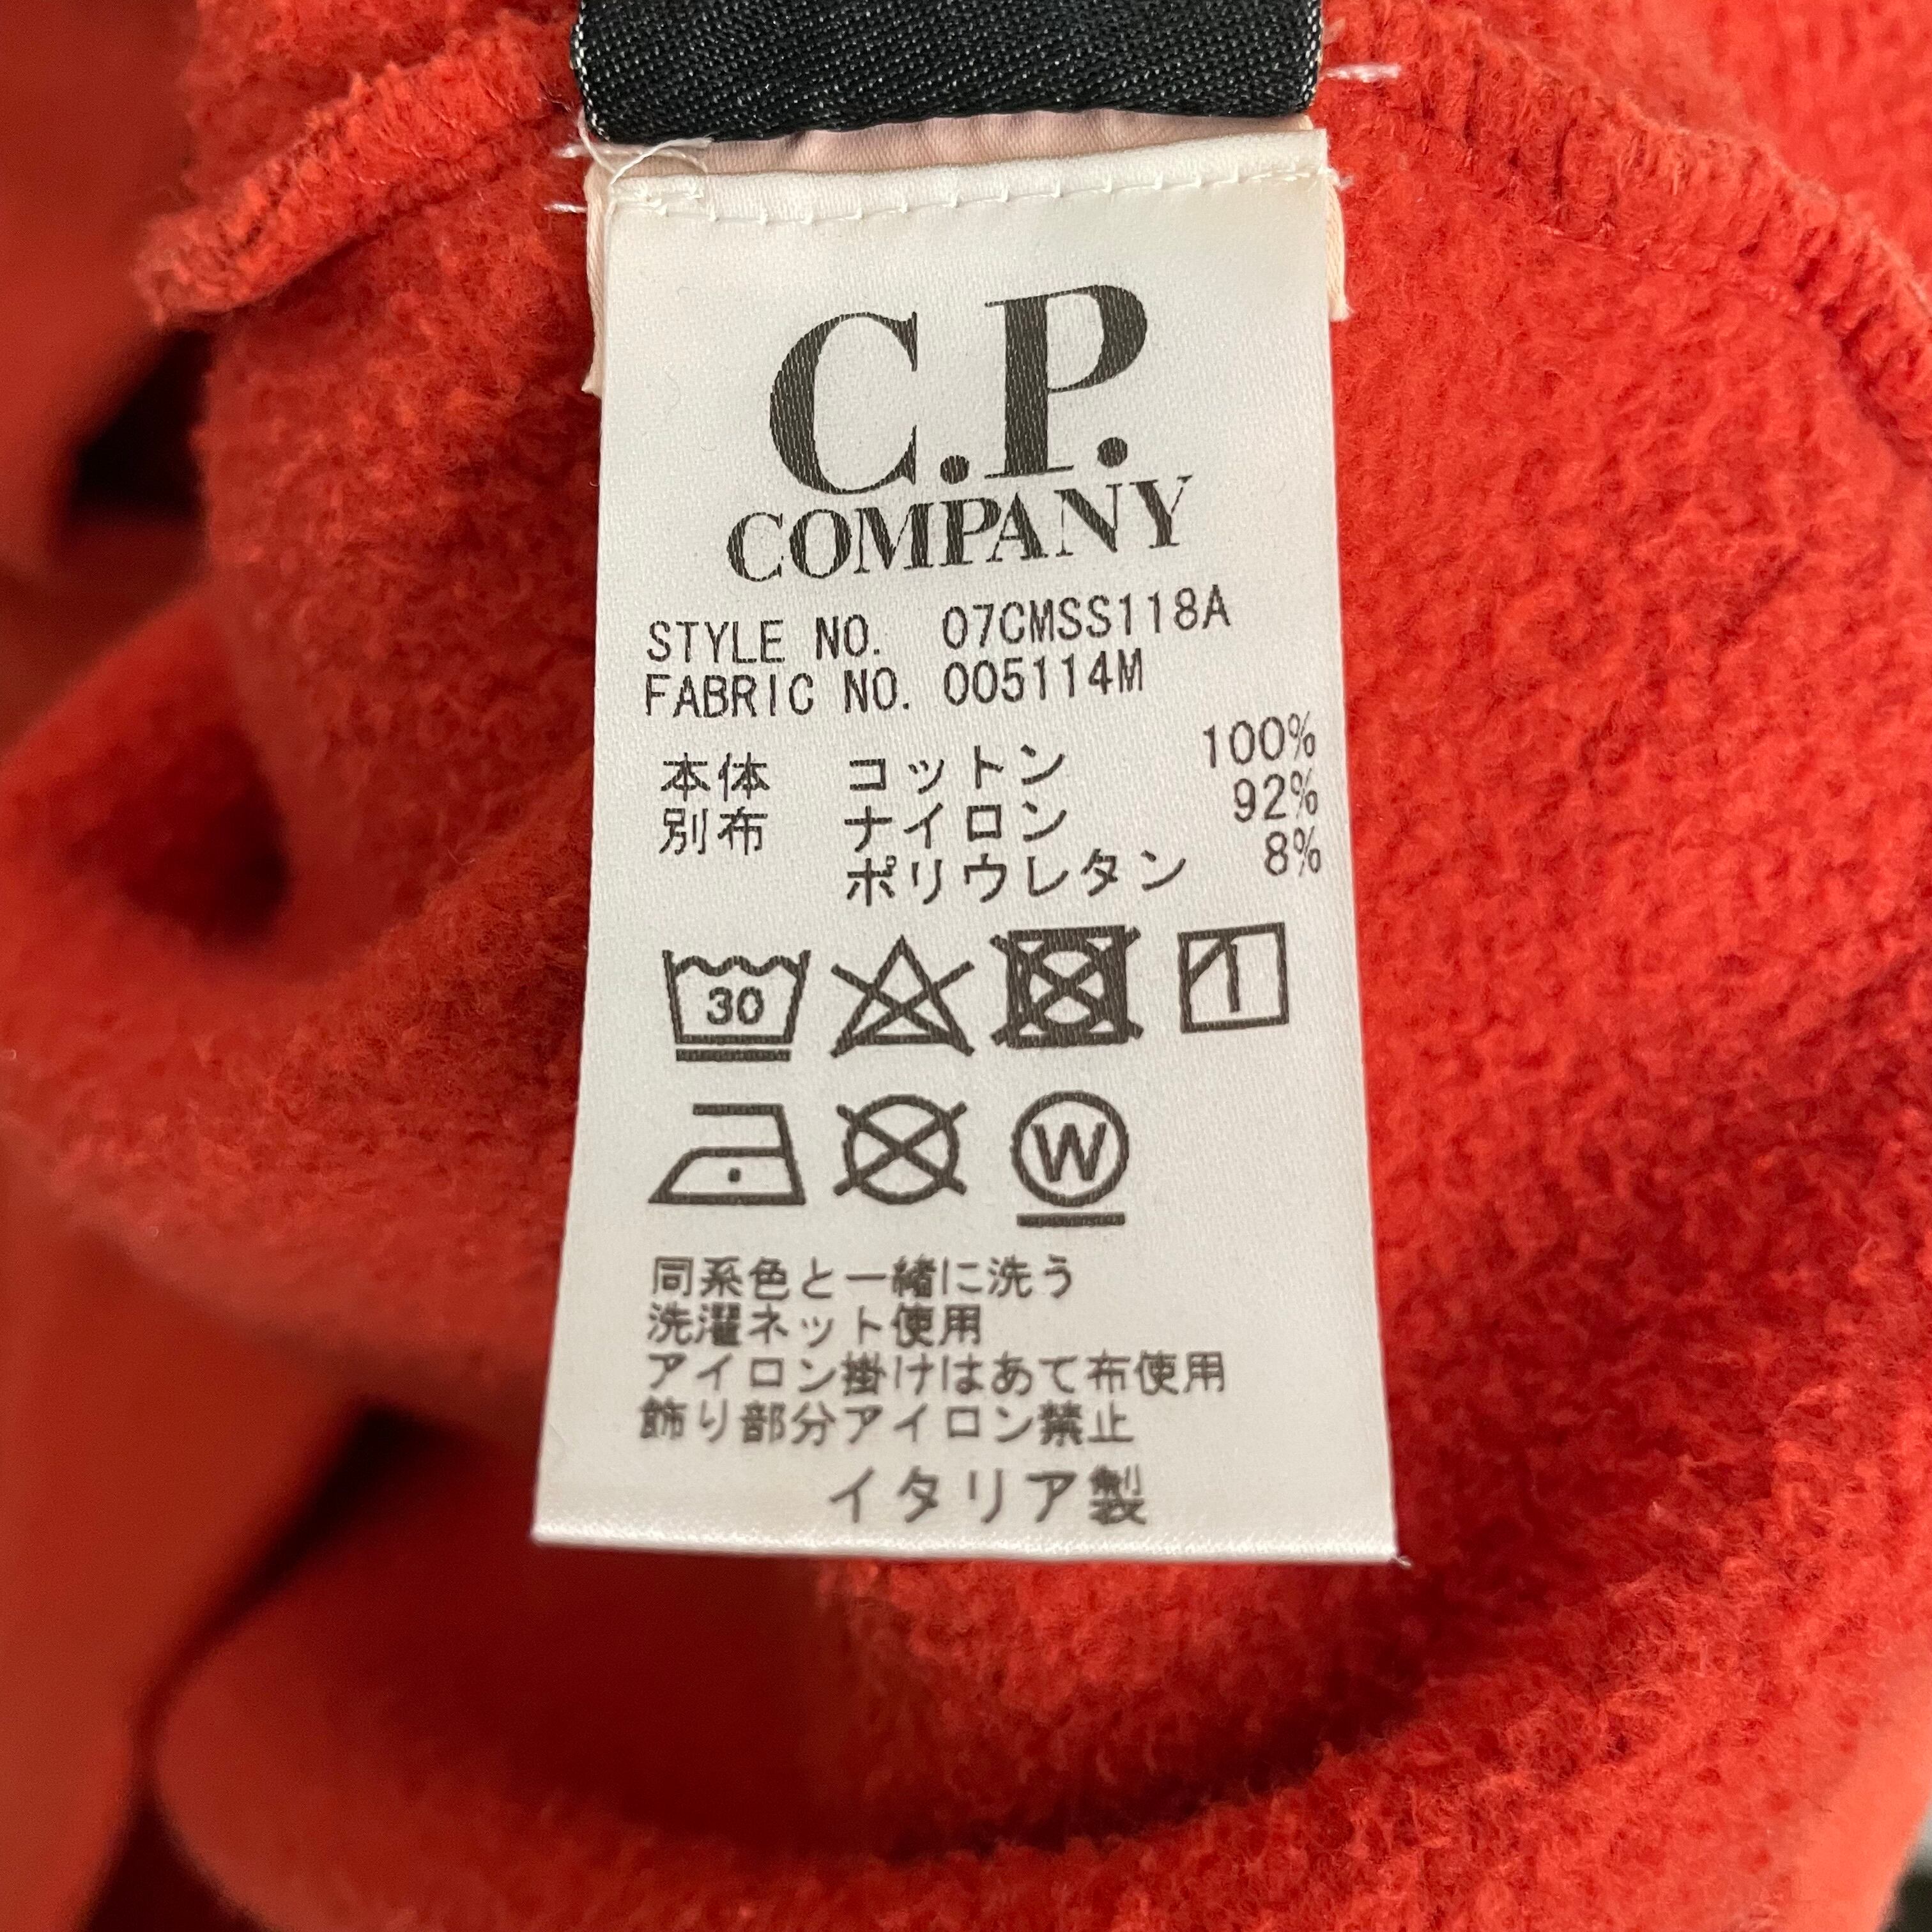 C.P.
COMPANY
STYLE NO. 07CMSS118A
FABRIC NO. 005114M
本体 コットン 100%
別布 ナイロン 92%
ポリウレタン 8%
30
W
同系色と一緒に洗う
洗濯ネット使用
アイロン掛けはあて布使用
飾り部分アイロン禁止
イタリア製